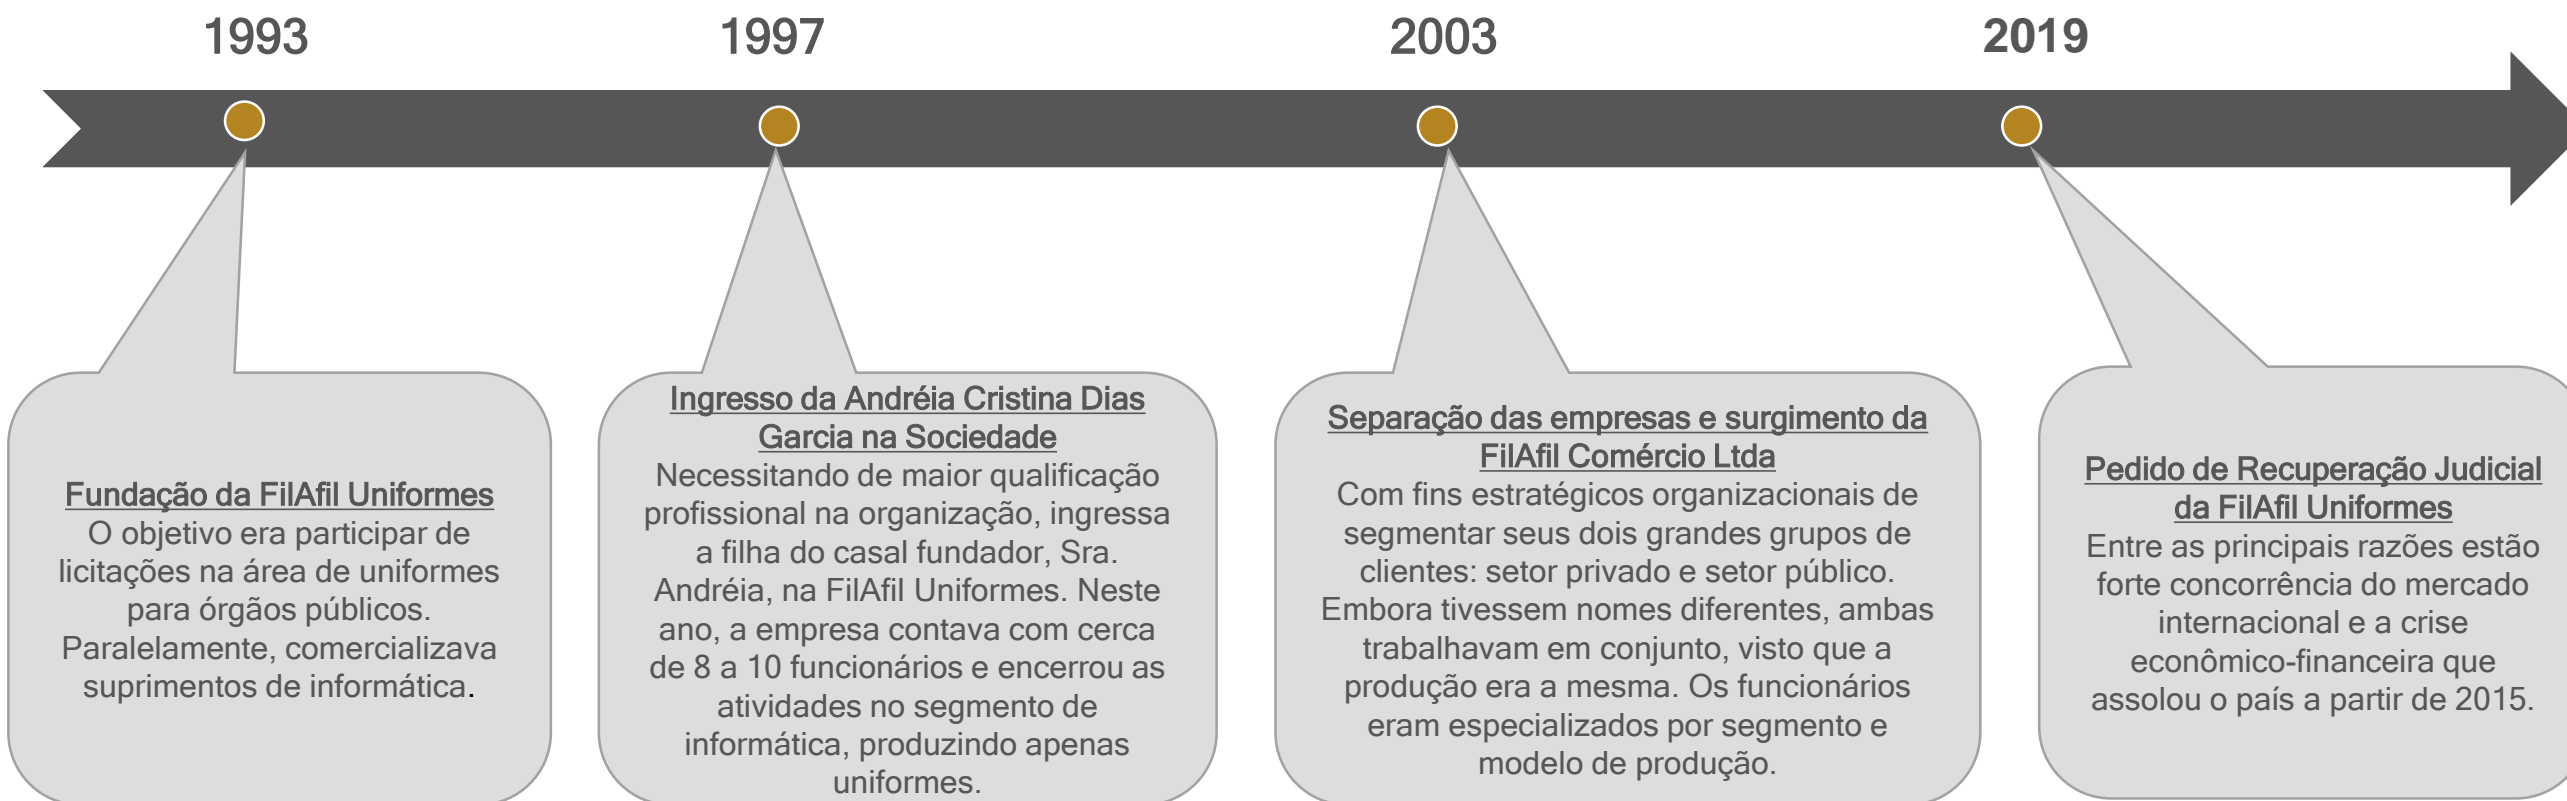 1993
Fundação da FilAfil Uniformes
O objetivo era participar de
licitações na área de uniformes
para órgãos públicos.
Paralelamente, comercializava
suprimentos de informática.
1997
Ingresso da Andréia Cristina Dias
Garcia na Sociedade
Necessitando de maior qualificação
profissional na organização, ingressa
a filha do casal fundador, Sra.
Andréia, na FilAfil Uniformes. Neste
ano, a empresa contava com cerca
de 8 a 10 funcionários e encerrou as
atividades no segmento de
informática, produzindo apenas
uniformes.
2003
Separação das empresas e surgimento da
FilAfil Comércio Ltda
Com fins estratégicos organizacionais de
segmentar seus dois grandes grupos de
clientes: setor privado e setor público.
Embora tivessem nomes diferentes, ambas
trabalhavam em conjunto, visto que a
produção era a mesma. Os funcionários
eram especializados por segmento e
modelo de produção.
2019
Pedido de Recuperação Judicial
da FilAfil Uniformes
Entre as principais razões estão
forte concorrência do mercado
internacional e a crise
econômico-financeira que
assolou o país a partir de 2015.